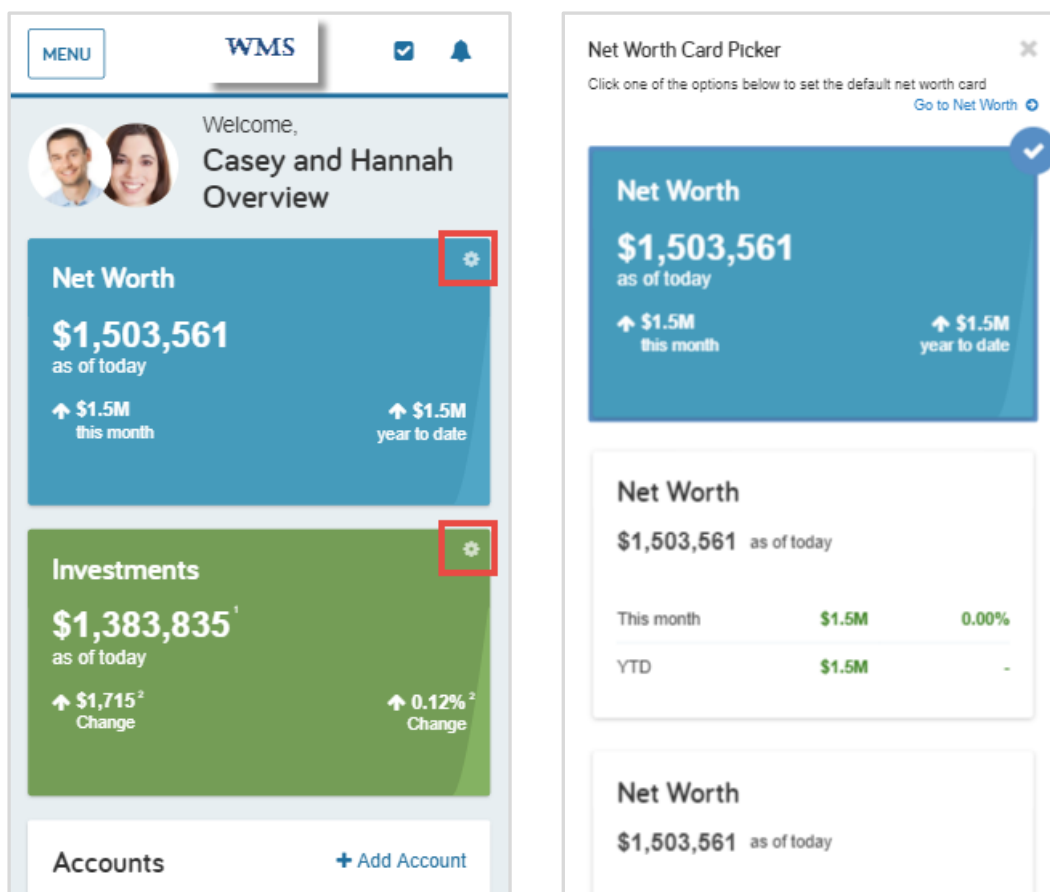 MENU
WMS
Welcome,
Casey and Hannah
Overview
Net Worth
$1,503,561
as of today
$1.5M
this month
$1.5M
year to date
Investments
$1,383,835¹
as of today
$1,715²
Change
0.12%²
Change
Accounts
+ Add Account
Net Worth Card Picker
Click one of the options below to set the default net worth card
Go to Net Worth
Net Worth
$1,503,561
as of today
$1.5M
this month
$1.5M
year to date
Net Worth
$1,503,561 as of today
This month $1.5M 0.00%
YTD $1.5M -
Net Worth
$1,503,561 as of today